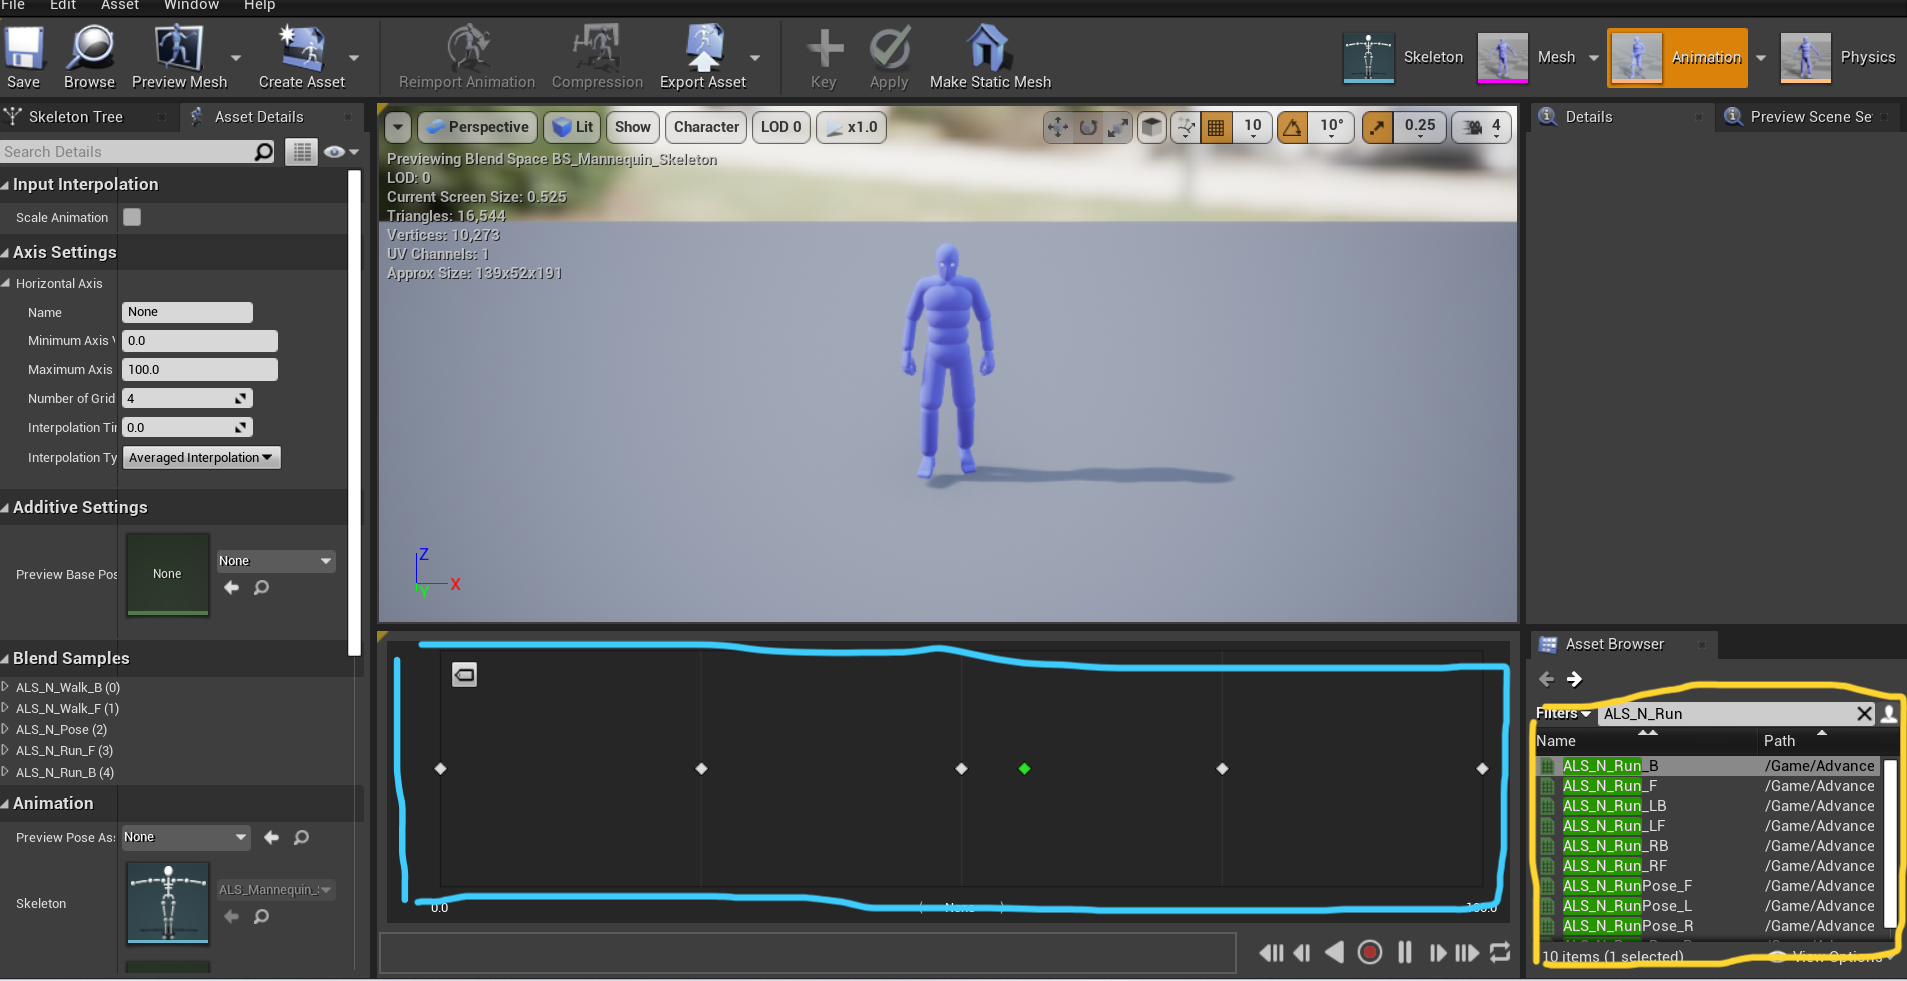 File Edit Asset Window Help
Save Browse Preview Mesh Create Asset Reimport Animation Compression Export Asset Key Apply Make Static Mesh Skeleton Mesh Animation Physics
Skeleton Tree Asset Details
Search Details
Input Interpolation
Scale Animation
Axis Settings
Horizontal Axis
Name None
Minimum Axis 0.0
Maximum Axis 100.0
Number of Grid 4
Interpolation Ti 0.0
Interpolation Ty Averaged Interpolation
Additive Settings
Preview Base Pos None None
Blend Samples
ALS_N_Walk_B (0)
ALS_N_Walk_F (1)
ALS_N_Pose (2)
ALS_N_Run_F (3)
ALS_N_Run_B (4)
Animation
Preview Pose As None
Skeleton ALS_Mannequin_
Perspective Lit Show Character LOD 0 x1.0 10 10° 0.25 4
Previewing Blend Space BS_Mannequin_Skeleton
LOD: 0
Current Screen Size: 0.525
Triangles: 16,544
Vertices: 10,273
UV Channels: 1
Approx Size: 139x52x191
Z
X
Y
0.0 ( None ) 100.0
Details Preview Scene Se
Asset Browser
Filters ALS_N_Run
Name Path
ALS_N_Run_B /Game/Advance
ALS_N_Run_F /Game/Advance
ALS_N_Run_LB /Game/Advance
ALS_N_Run_LF /Game/Advance
ALS_N_Run_RB /Game/Advance
ALS_N_Run_RF /Game/Advance
ALS_N_RunPose_F /Game/Advance
ALS_N_RunPose_L /Game/Advance
ALS_N_RunPose_R /Game/Advance
10 items (1 selected) View Options